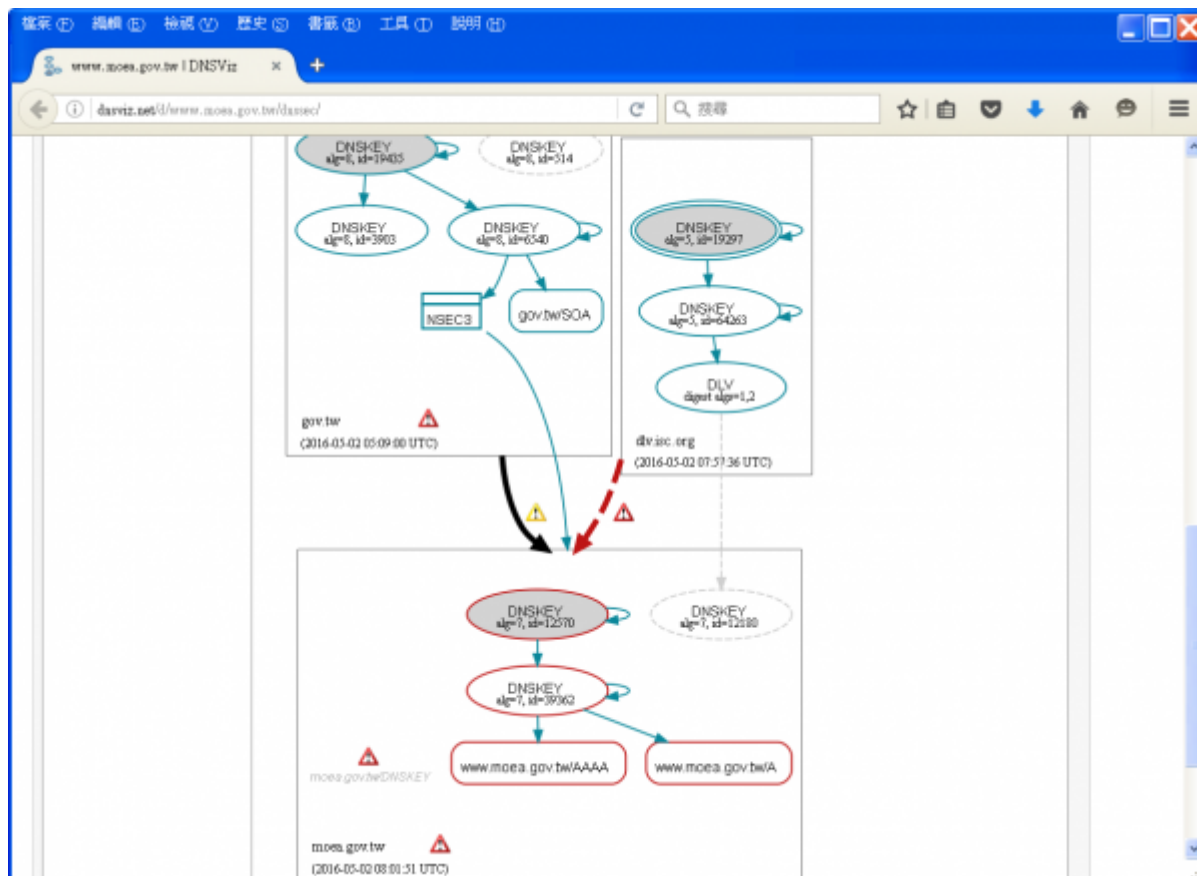 檔案(F) 編輯(E) 檢視(V) 歷史(S) 書籤(B) 工具(T) 說明(H)
www.moea.gov.tw | DNSViz
dnsviz.net/d/www.moea.gov.tw/dnssec/
搜尋
DNSKEY
alg=8, id=19435
DNSKEY
alg=8, id=514
DNSKEY
alg=8, id=3903
DNSKEY
alg=8, id=6540
DNSKEY
alg=5, id=19297
NSEC3
gov.tw/SOA
DNSKEY
alg=5, id=64263
DLV
digest algs=1,2
gov.tw
(2016-05-02 05:09:00 UTC)
dlv.isc.org
(2016-05-02 07:57:36 UTC)
DNSKEY
alg=7, id=12570
DNSKEY
alg=7, id=12180
DNSKEY
alg=7, id=39362
www.moea.gov.tw/AAAA
www.moea.gov.tw/A
moea.gov.tw/DNSKEY
moea.gov.tw
(2016-05-02 08:01:51 UTC)